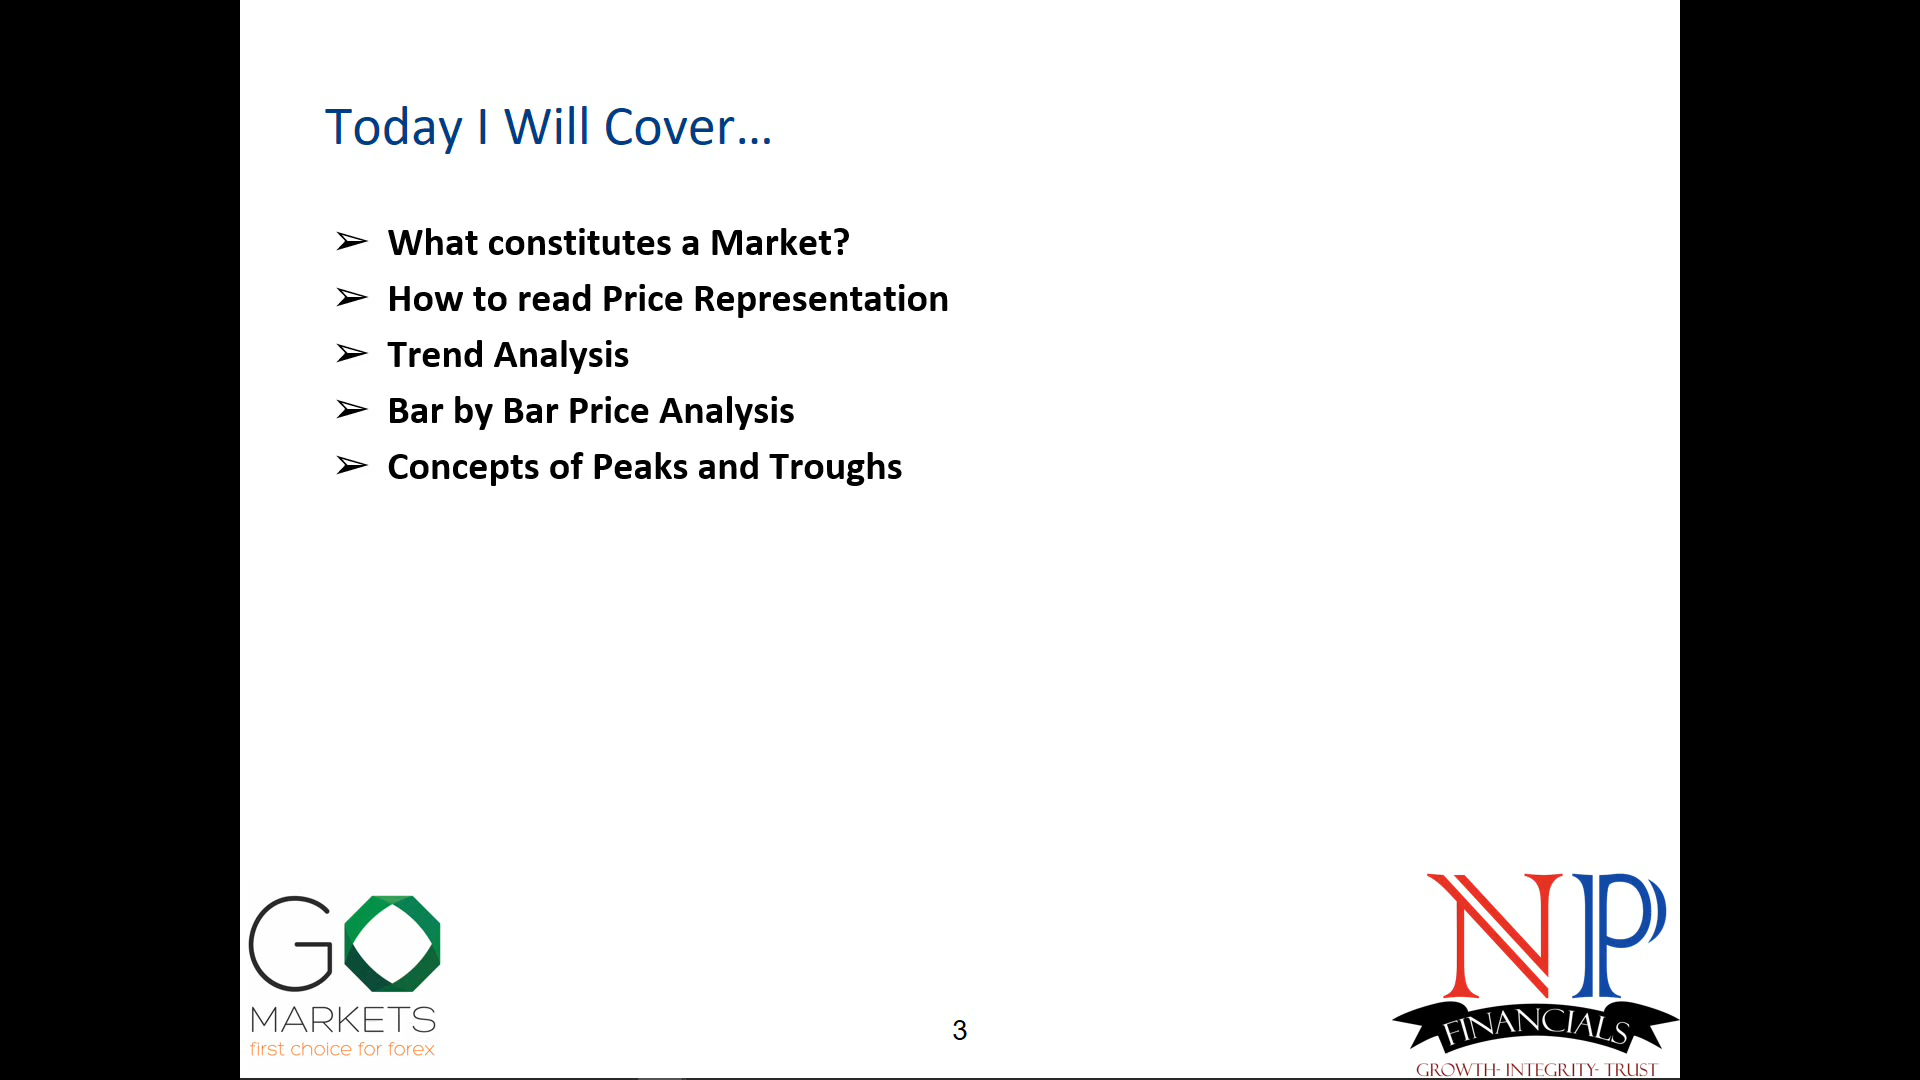 Today I Will Cover...
➢ What constitutes a Market?
➢ How to read Price Representation
➢ Trend Analysis
➢ Bar by Bar Price Analysis
➢ Concepts of Peaks and Troughs
GO
MARKETS
first choice for forex
3
NP
FINANCIALS
GROWTH- INTEGRITY- TRUST